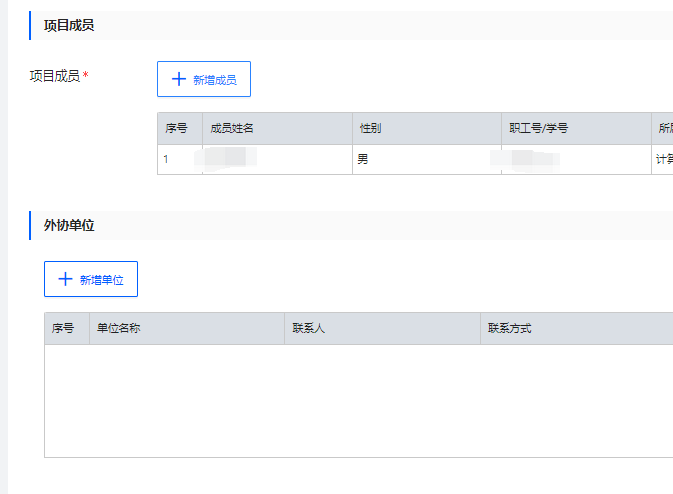 项目成员
项目成员 * 新增成员
序号 成员姓名 性别 职工号/学号
1 男 计算
外协单位
新增单位
序号 单位名称 联系人 联系方式